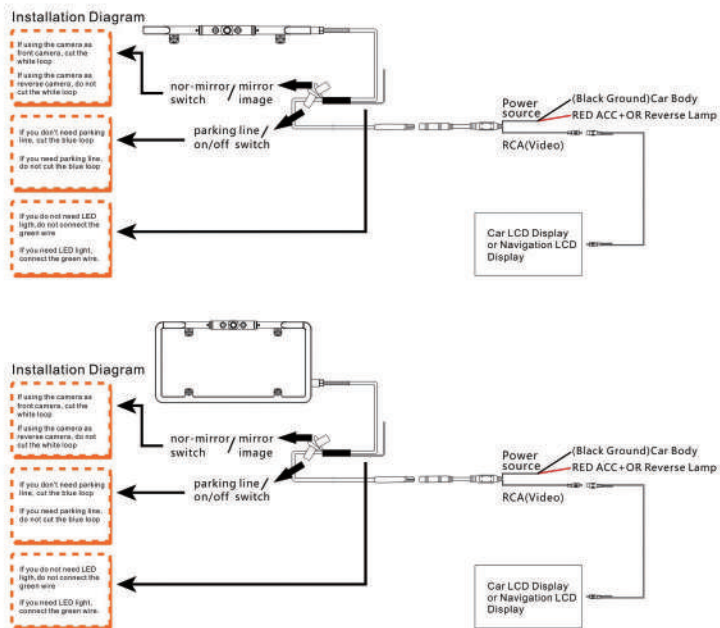 Installation Diagram
If using the camera as
front camera, cut the
white loop
If using the camera as
reverse camera, do not
cut the white loop
nor-mirror/mirror
switch image
If you don't need parking
line, cut the blue loop
If you need parking line,
do not cut the blue loop
parking line/
on/off switch
If you do not need LED
ligth,do not connect the
green wire
If you need LED light,
connect the green wire.
Power
source
(Black Ground)Car Body
RED ACC+OR Reverse Lamp
RCA(Video)
Car LCD Display
or Navigation LCD
Display
Installation Diagram
If using the camera as
front camera, cut the
white loop
If using the camera as
reverse camera, do not
cut the white loop
nor-mirror/mirror
switch image
If you don't need parking
line, cut the blue loop
If you need parking line,
do not cut the blue loop
parking line/
on/off switch
If you do not need LED
ligth,do not connect the
green wire
If you need LED light,
connect the green wire.
Power
source
(Black Ground)Car Body
RED ACC+OR Reverse Lamp
RCA(Video)
Car LCD Display
or Navigation LCD
Display